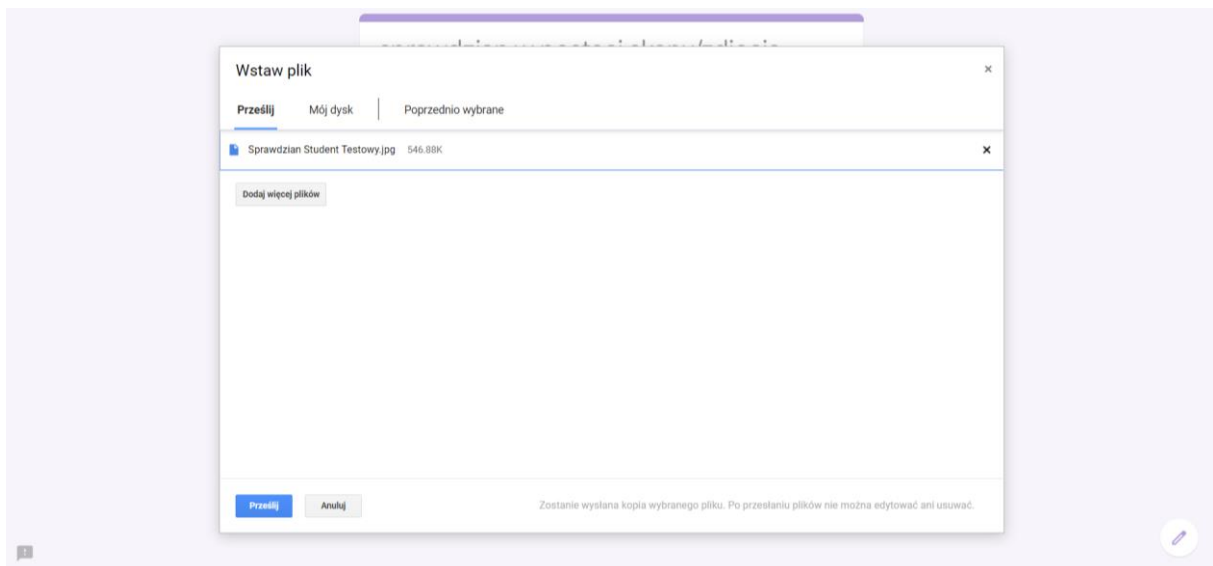 Wstaw plik
×
Prześlij Mój dysk Poprzednio wybrane
Sprawdzian Student Testowy.jpg 546.88K ×
Dodaj więcej plików
Prześlij Anuluj Zostanie wysłana kopia wybranego pliku. Po przesłaniu plików nie można edytować ani usuwać.